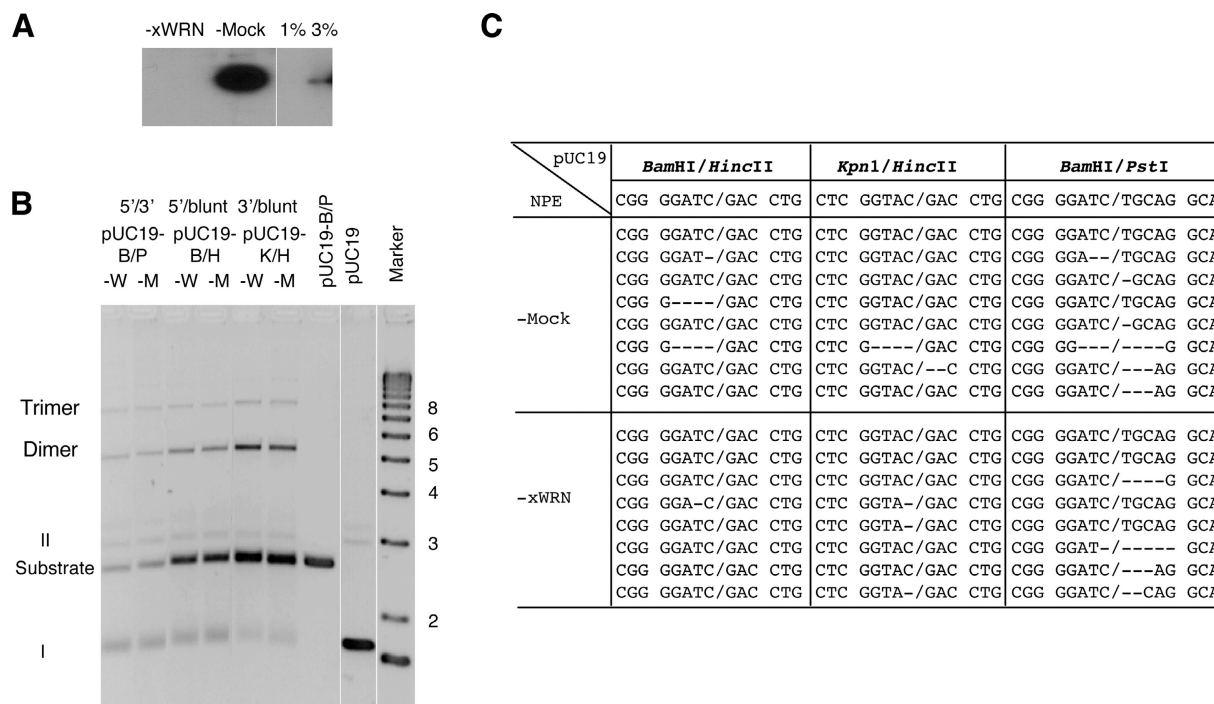 A
-xWRN -Mock 1% 3%
B
5'/3' 5'/blunt 3'/blunt
pUC19- pUC19- pUC19-
B/P B/H K/H
-W -M -W -M -W -M
pUC19-B/P
pUC19
Marker
Trimer
Dimer
II
Substrate
I
8
6
5
4
3
2
C
pUC19
NPE
BamHI/HincII Kpn1/HincII BamHI/PstI
CGG GGATC/GAC CTG CTC GGTAC/GAC CTG CGG GGATC/TGCAG GCA
-Mock
CGG GGATC/GAC CTG CTC GGTAC/GAC CTG CGG GGATC/TGCAG GCA
CGG GGAT-/GAC CTG CTC GGTAC/GAC CTG CGG GGA--/TGCAG GCA
CGG GGATC/GAC CTG CTC GGTAC/GAC CTG CGG GGATC/-GCAG GCA
CGG G----/GAC CTG CTC GGTAC/GAC CTG CGG GGATC/TGCAG GCA
CGG GGATC/GAC CTG CTC GGTAC/GAC CTG CGG GGATC/-GCAG GCA
CGG G----/GAC CTG CTC G----/GAC CTG CGG GG---/----G GCA
CGG GGATC/GAC CTG CTC GGTAC/--C CTG CGG GGATC/---AG GCA
CGG GGATC/GAC CTG CTC GGTAC/GAC CTG CGG GGATC/---AG GCA
-xWRN
CGG GGATC/GAC CTG CTC GGTAC/GAC CTG CGG GGATC/TGCAG GCA
CGG GGATC/GAC CTG CTC GGTAC/GAC CTG CGG GGATC/TGCAG GCA
CGG GGATC/GAC CTG CTC GGTAC/GAC CTG CGG GGATC/----G GCA
CGG GGA-C/GAC CTG CTC GGTA-/GAC CTG CGG GGATC/TGCAG GCA
CGG GGATC/GAC CTG CTC GGTA-/GAC CTG CGG GGATC/TGCAG GCA
CGG GGATC/GAC CTG CTC GGTAC/GAC CTG CGG GGAT-/----- GCA
CGG GGATC/GAC CTG CTC GGTAC/GAC CTG CGG GGATC/---AG GCA
CGG GGATC/GAC CTG CTC GGTA-/GAC CTG CGG GGATC/--CAG GCA